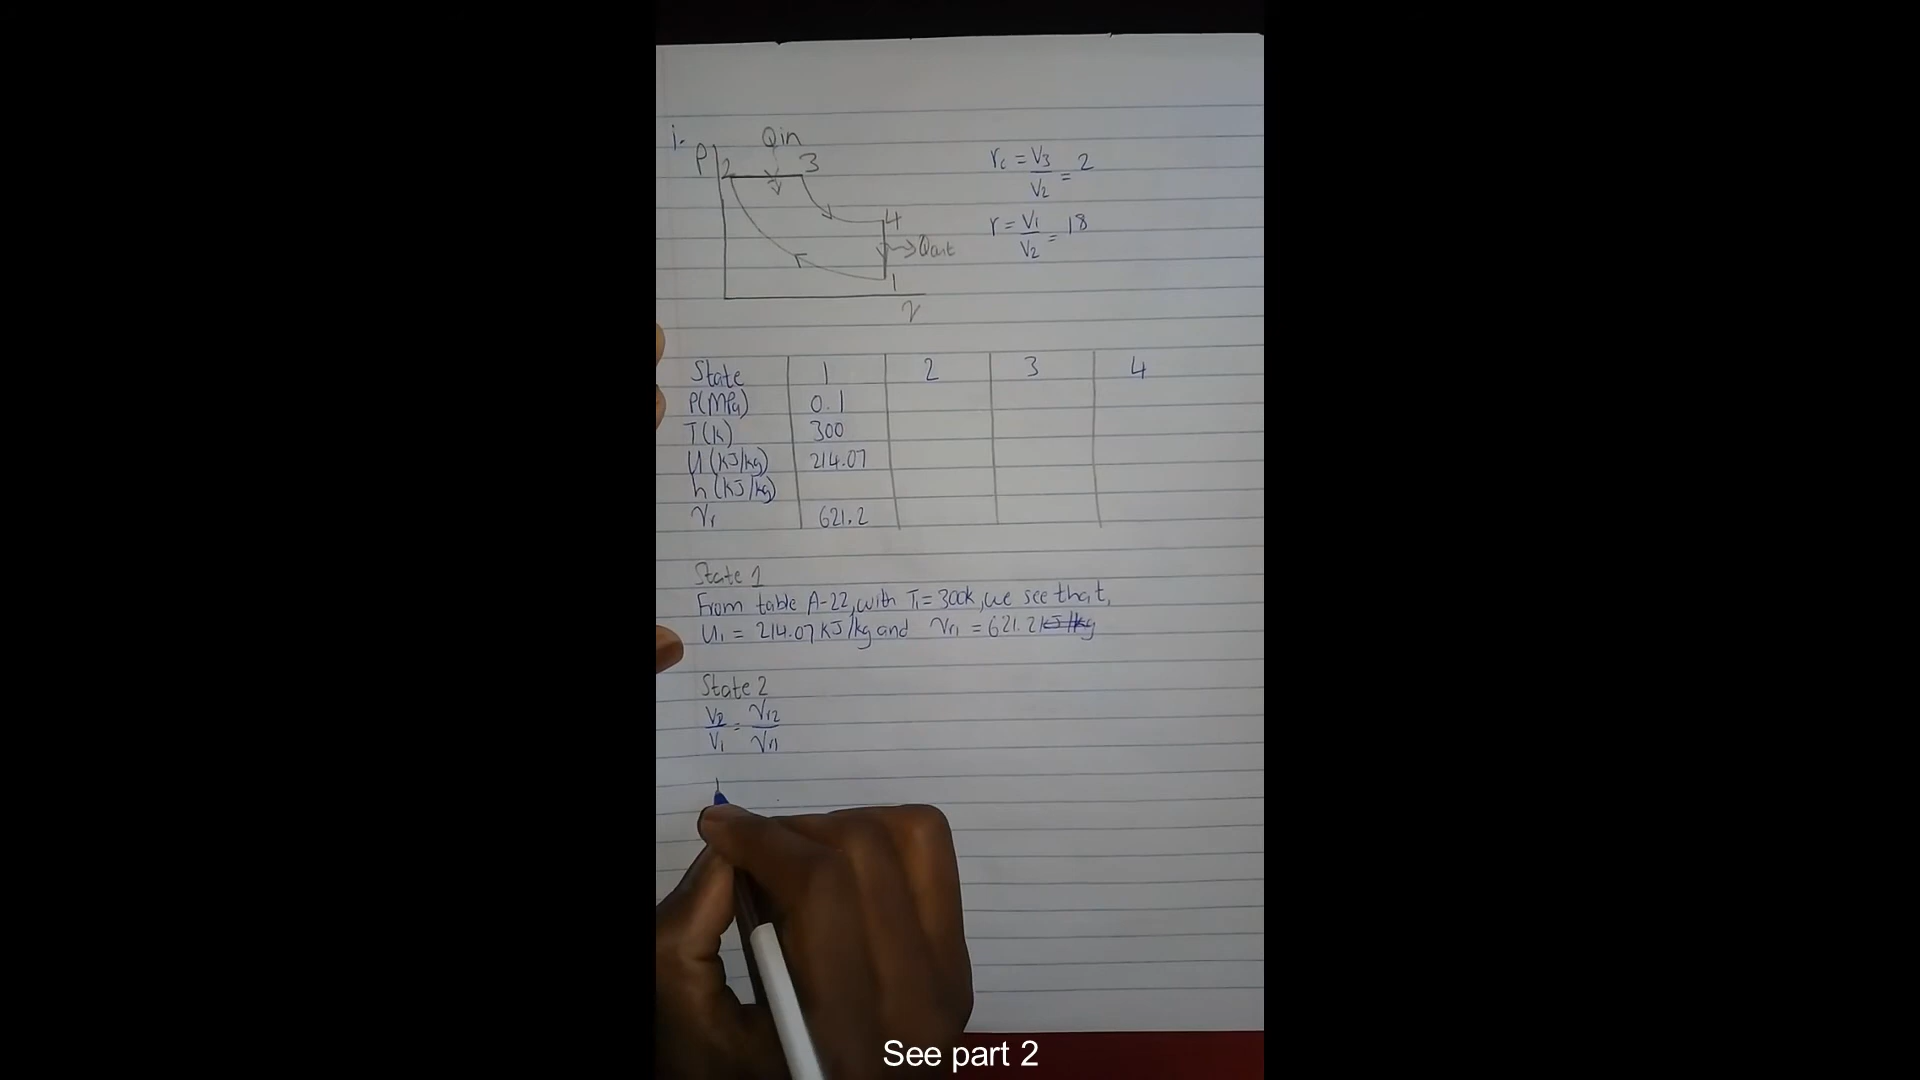 i.
Qin
P 2 3
4
→Qout
1
v
rc = V3/V2 = 2
r = V1/V2 = 18
State 1 2 3 4
P(MPa) 0.1
T(K) 300
U (KJ/kg) 214.07
h (KJ/kg)
Vr 621.2
State 1
From table A-22, with T1 = 300k, we see that,
U1 = 214.07 KJ/kg and Vr1 = 621.2 KJ/kg
State 2
V2/V1 = Vr2/Vr1
See part 2